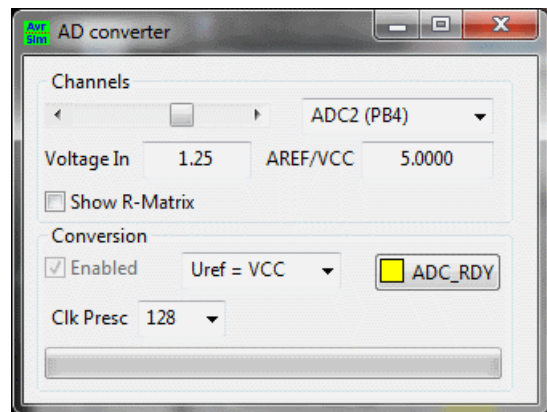 Avr Sim AD converter
Channels
ADC2 (PB4)
Voltage In 1.25 AREF/VCC 5.0000
Show R-Matrix
Conversion
Enabled Uref = VCC ADC_RDY
Clk Presc 128